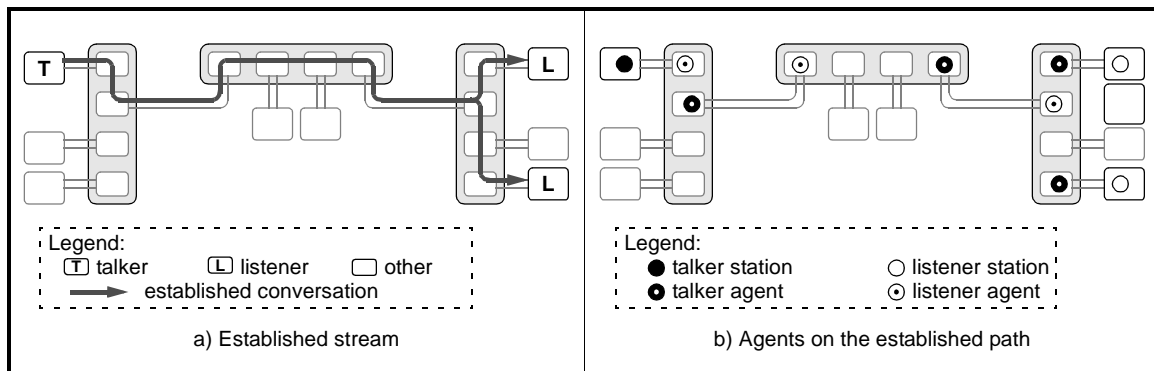 T
L
L
Legend:
T talker L listener other
established conversation
a) Established stream
Legend:
talker station listener station
talker agent listener agent
b) Agents on the established path